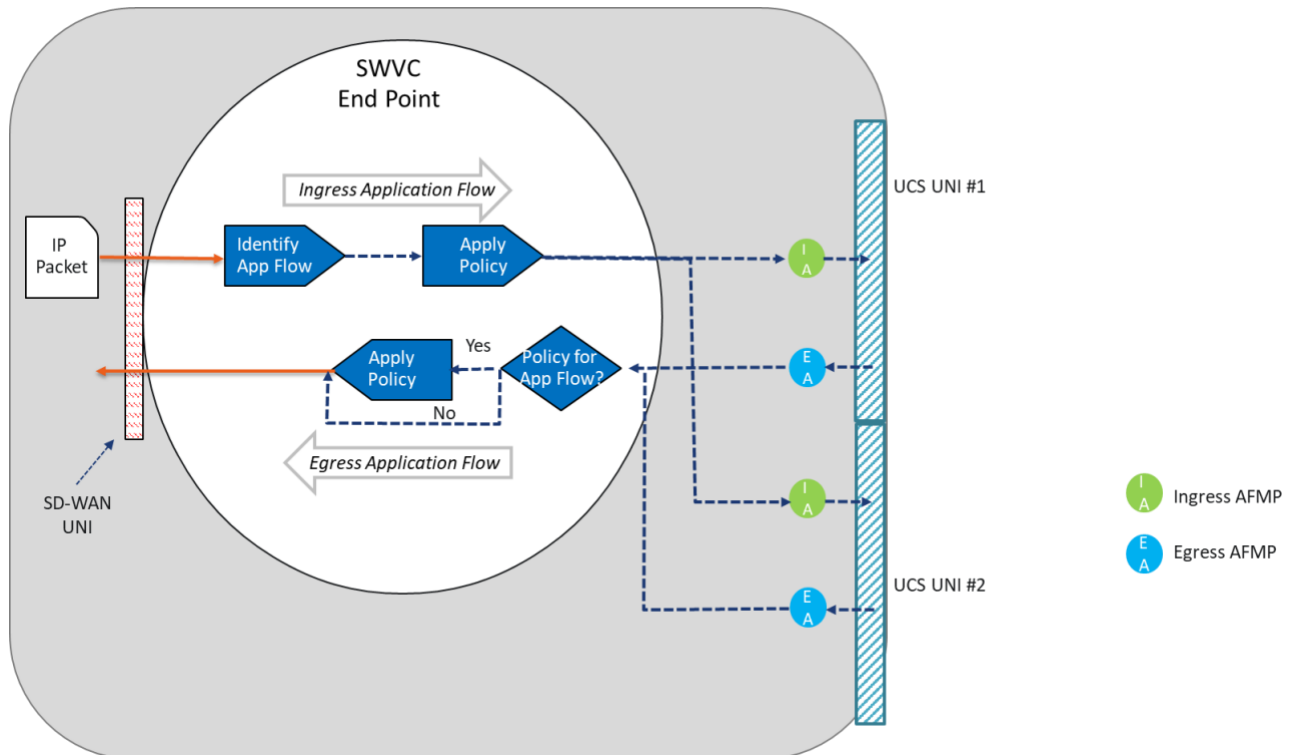 SWVC
End Point
Ingress Application Flow
UCS UNI #1
IP
Packet
Identify
App Flow
Apply
Policy
I
A
Apply
Policy
Yes
Policy for
App Flow?
E
A
No
Egress Application Flow
SD-WAN
UNI
I
A
I
A
Ingress AFMP
E
A
Egress AFMP
UCS UNI #2
E
A